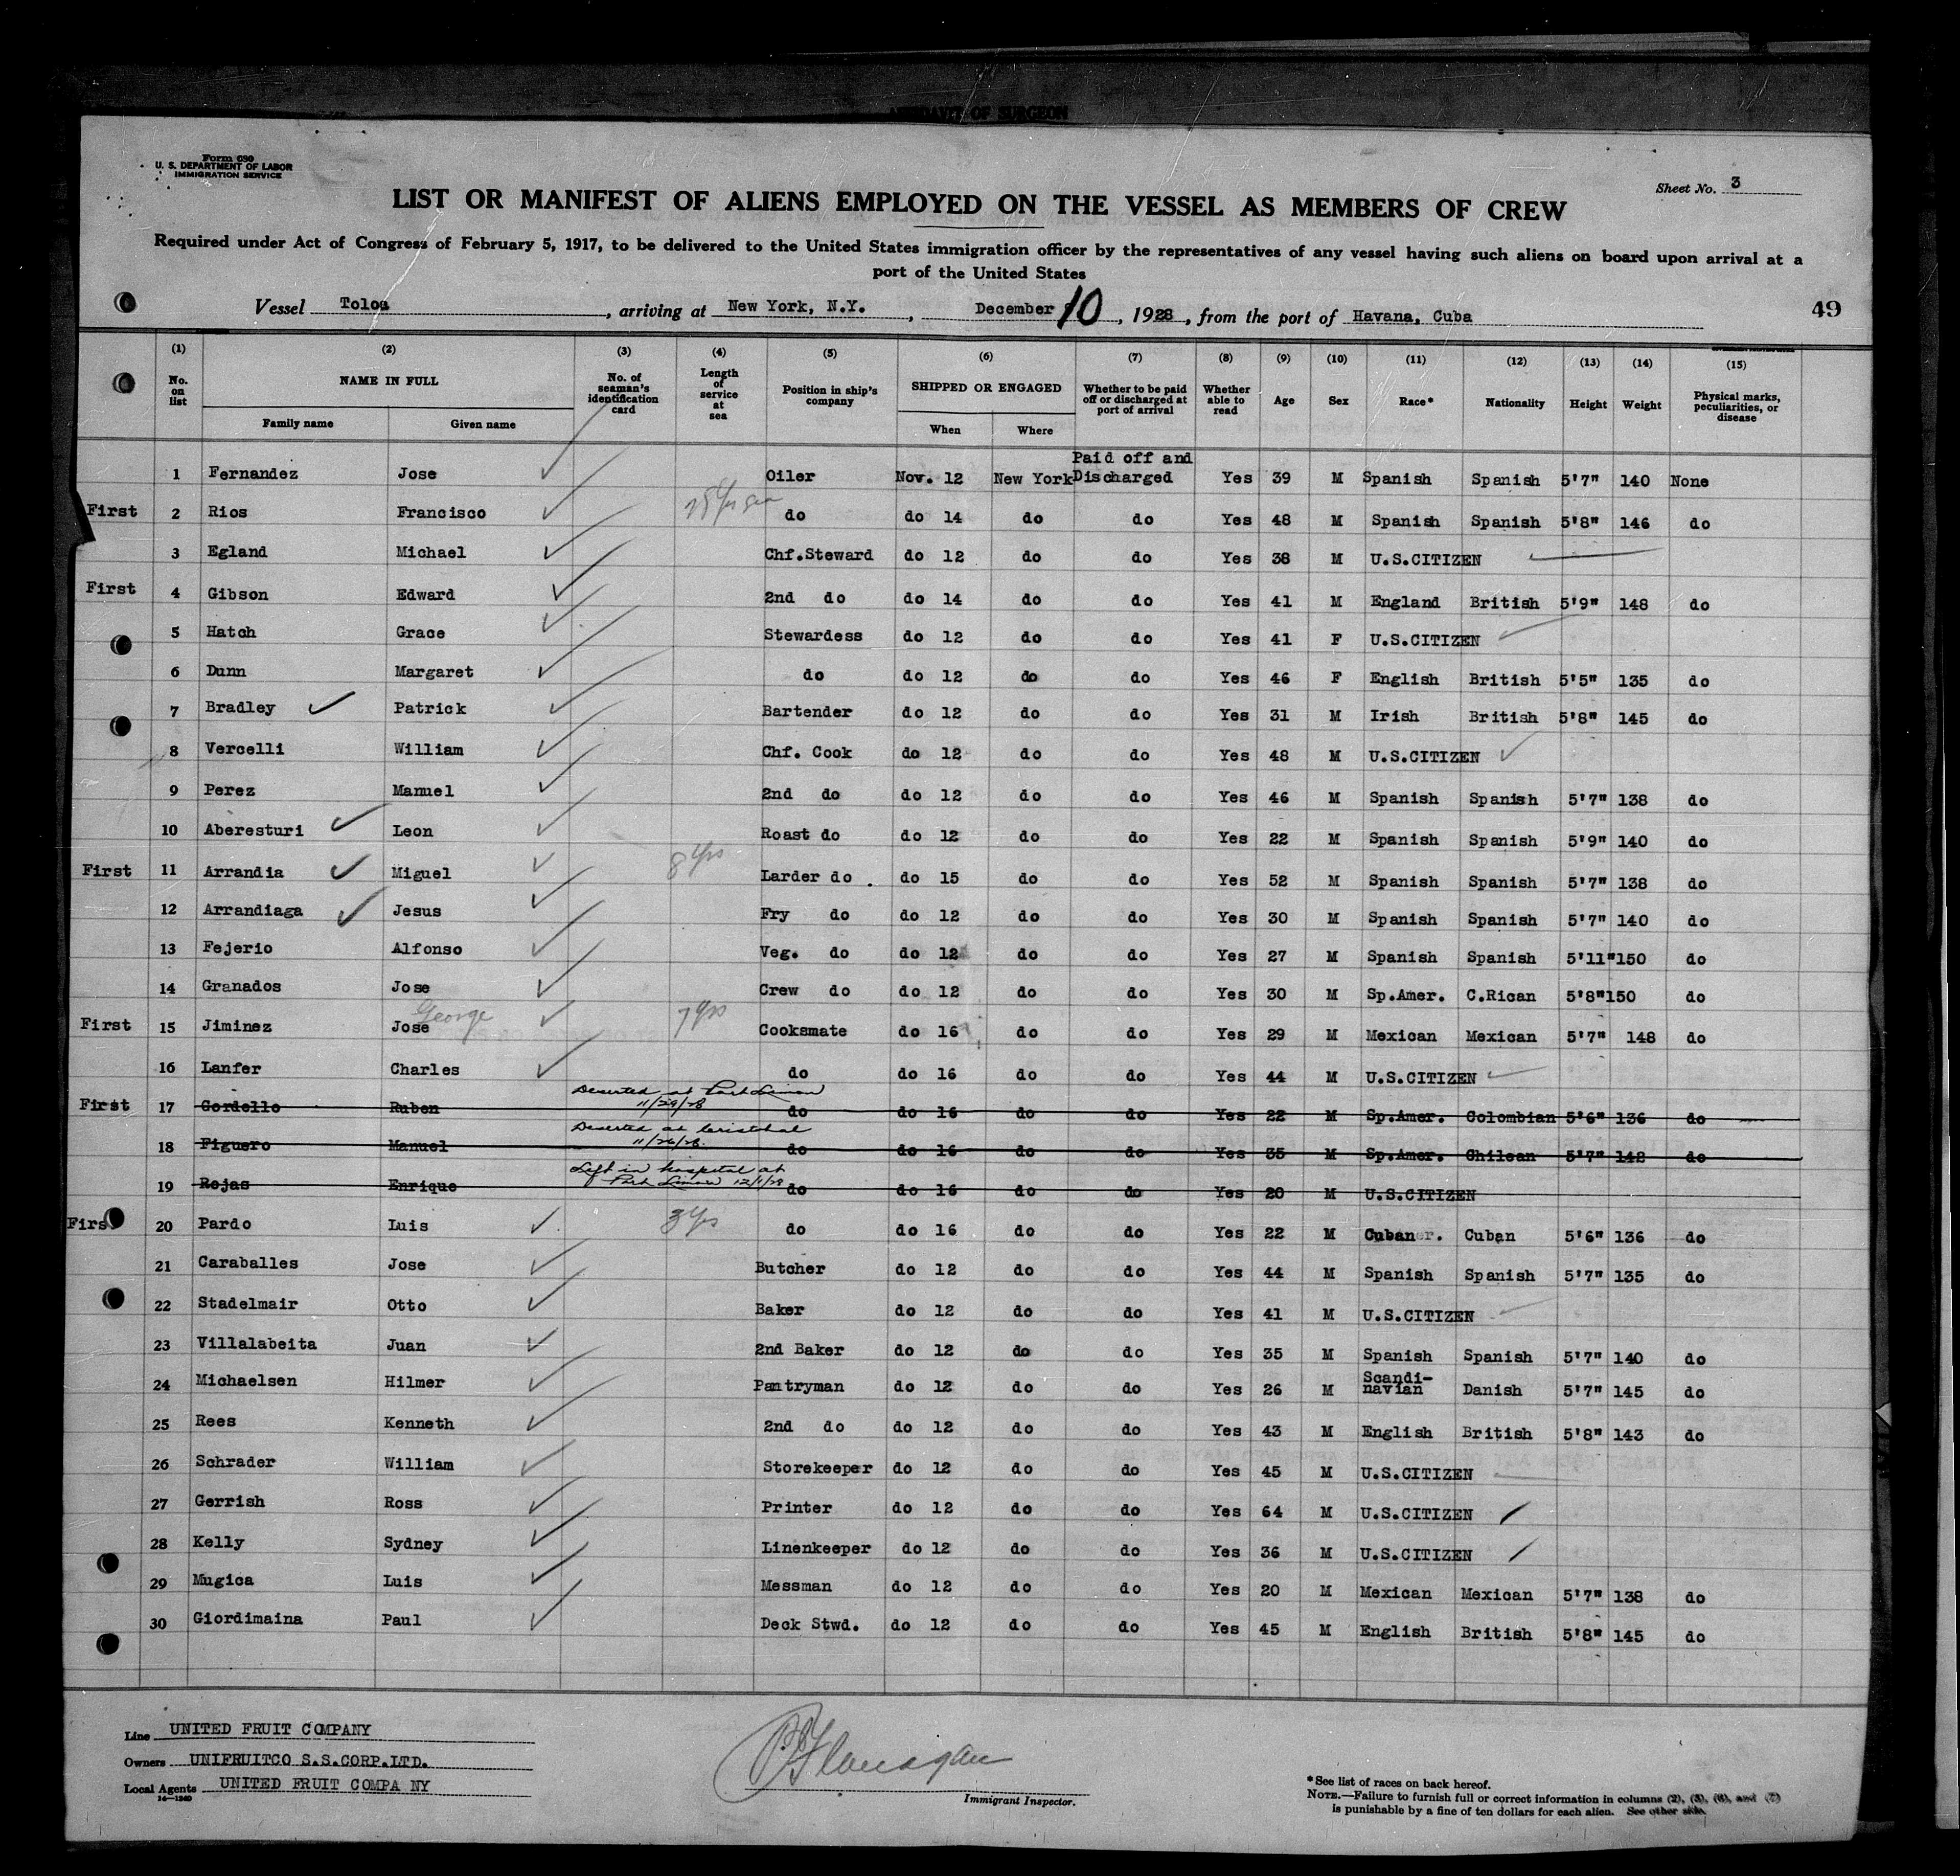 AFFIDAVIT OF SURGEON
Form 680
U. S. DEPARTMENT OF LABOR
IMMIGRATION SERVICE
Sheet No. 3
LIST OR MANIFEST OF ALIENS EMPLOYED ON THE VESSEL AS MEMBERS OF CREW
Required under Act of Congress of February 5, 1917, to be delivered to the United States immigration officer by the representatives of any vessel having such aliens on board upon arrival at a
port of the United States
Vessel Toloa, arriving at New York, N.Y., December 10, 1928, from the port of Havana, Cuba
49
(1) (2) (3) (4) (5) (6) (7) (8) (9) (10) (11) (12) (13) (14) (15)
No. on list NAME IN FULL Family name Given name No. of seaman's identification card Length of service at sea Position in ship's company SHIPPED OR ENGAGED When Where Whether to be paid off or discharged at port of arrival Whether able to read Age Sex Race* Nationality Height Weight Physical marks, peculiarities, or disease
1 Fernandez Jose Oiler Nov. 12 New York Paid off and Discharged Yes 39 M Spanish Spanish 5'7" 140 None
First 2 Rios Francisco do do 14 do do Yes 48 M Spanish Spanish 5'8" 146 do
3 Egland Michael Chf.Steward do 12 do do Yes 38 M U.S.CITIZEN
First 4 Gibson Edward 2nd do do 14 do do Yes 41 M England British 5'9" 148 do
5 Hatch Grace Stewardess do 12 do do Yes 41 F U.S.CITIZEN
6 Dunn Margaret do do 12 do do Yes 46 F English British 5'5" 135 do
7 Bradley Patrick Bartender do 12 do do Yes 31 M Irish British 5'8" 145 do
8 Vercelli William Chf. Cook do 12 do do Yes 48 M U.S.CITIZEN
9 Perez Manuel 2nd do do 12 do do Yes 46 M Spanish Spanish 5'7" 138 do
10 Aberesturi Leon Roast do do 12 do do Yes 22 M Spanish Spanish 5'9" 140 do
First 11 Arrandia Miguel 8 Yrs Larder do . do 15 do do Yes 52 M Spanish Spanish 5'7" 138 do
12 Arrandiaga Jesus Fry do do 12 do do Yes 30 M Spanish Spanish 5'7" 140 do
13 Fejerio Alfonso Veg. do do 12 do do Yes 27 M Spanish Spanish 5'11" 150 do
14 Granados Jose Crew do do 12 do do Yes 30 M Sp.Amer. C.Rican 5'8" 150 do
First 15 Jiminez Jose George 7 Yrs Cooksmate do 16 do do Yes 29 M Mexican Mexican 5'7" 148 do
16 Lanfer Charles do do 16 do do Yes 44 M U.S.CITIZEN
First 17 Cordello Ruben Deserted at Port Limon 11/29/28 do do 16 do do Yes 22 M Sp.Amer. Colombian 5'6" 136 do
18 Figuero Manuel Deserted at Cristobal 11/26/28. do do 16 do do Yes 35 M Sp.Amer. Chilean 5'7" 142 do
19 Rojas Enrique Left in hospital at Port Limon 12/1/28 do do 16 do do Yes 20 M U.S.CITIZEN
First 20 Pardo Luis 3 Yrs do do 16 do do Yes 22 M Cuban Cuban 5'6" 136 do
21 Caraballes Jose Butcher do 12 do do Yes 44 M Spanish Spanish 5'7" 135 do
22 Stadelmair Otto Baker do 12 do do Yes 41 M U.S.CITIZEN
23 Villalabeita Juan 2nd Baker do 12 do do Yes 35 M Spanish Spanish 5'7" 140 do
24 Michaelsen Hilmer Pantryman do 12 do do Yes 26 M Scandi-navian Danish 5'7" 145 do
25 Rees Kenneth 2nd do do 12 do do Yes 43 M English British 5'8" 143 do
26 Schrader William Storekeeper do 12 do do Yes 45 M U.S.CITIZEN
27 Gerrish Ross Printer do 12 do do Yes 64 M U.S.CITIZEN
28 Kelly Sydney Linenkeeper do 12 do do Yes 36 M U.S.CITIZEN
29 Mugica Luis Messman do 12 do do Yes 20 M Mexican Mexican 5'7" 138 do
30 Giordimaina Paul Deck Stwd. do 12 do do Yes 45 M English British 5'8" 145 do
Line UNITED FRUIT COMPANY
Owners UNIFRUITCO S.S.CORP.LTD.
Local Agents UNITED FRUIT COMPA NY
14—1240
Flanagan
Immigrant Inspector.
*See list of races on back hereof.
NOTE.—Failure to furnish full or correct information in columns (2), (3), (6), and (7)
is punishable by a fine of ten dollars for each alien. See other side.